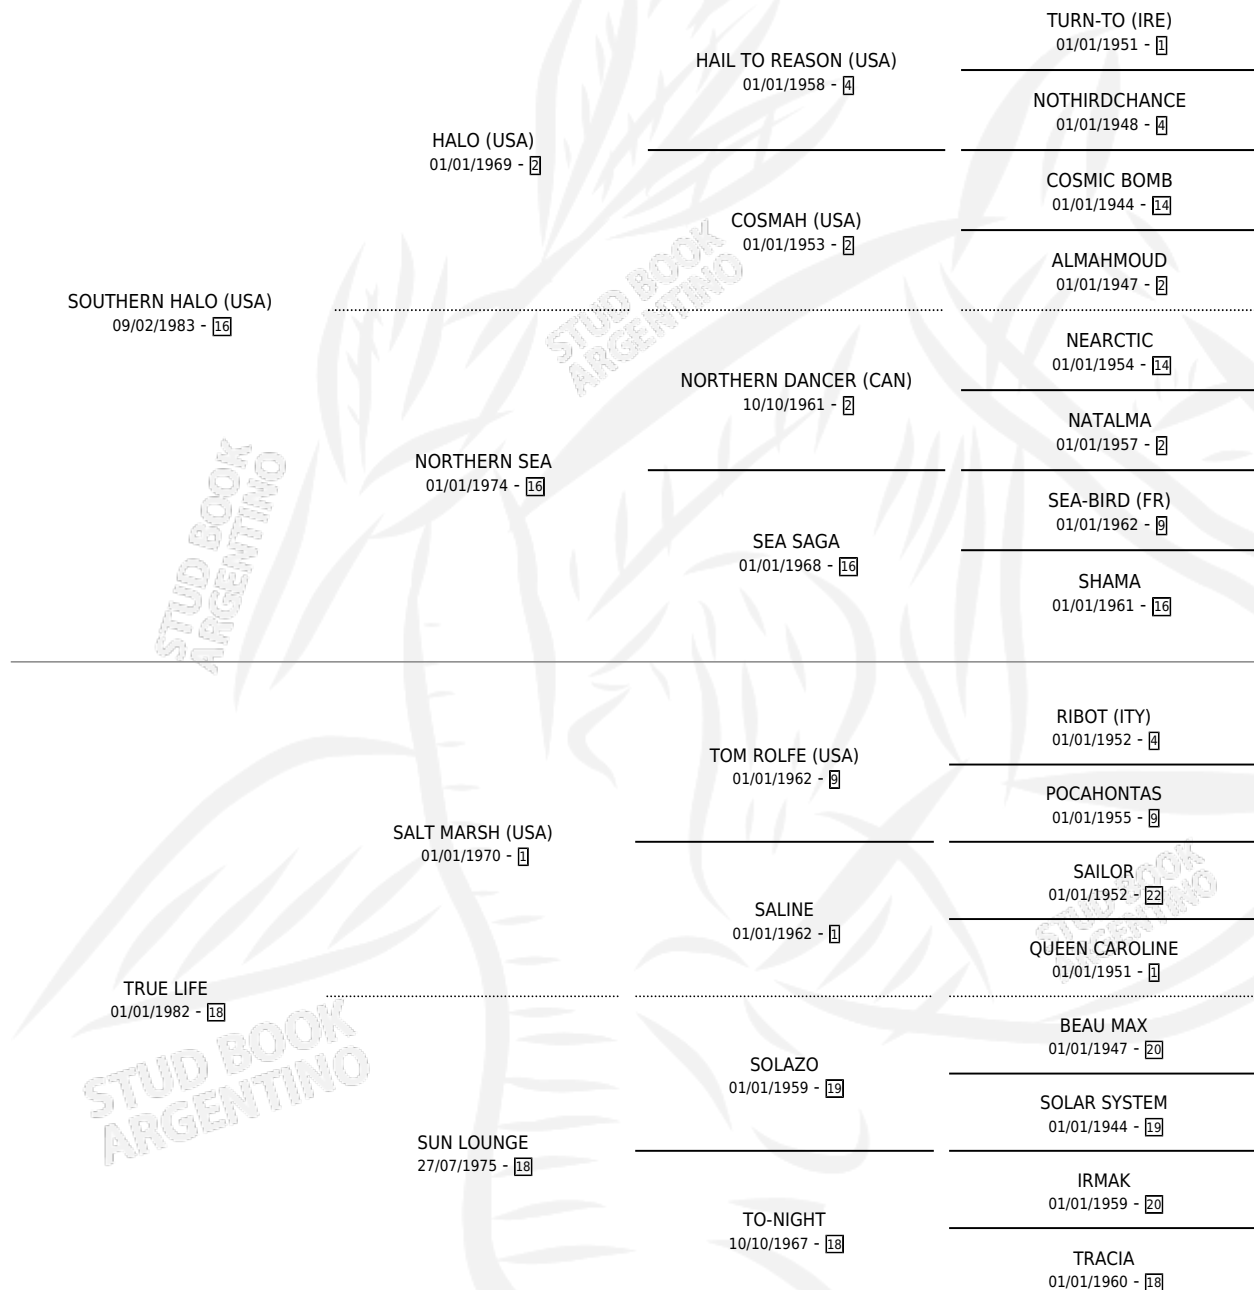 TURN-TO (IRE)
01/01/1951 - 1
HAIL TO REASON (USA)
01/01/1958 - 4
NOTHIRDCHANCE
01/01/1948 - 4
HALO (USA)
01/01/1969 - 2
COSMIC BOMB
01/01/1944 - 14
COSMAH (USA)
01/01/1953 - 2
ALMAHMOUD
01/01/1947 - 2
SOUTHERN HALO (USA)
09/02/1983 - 16
STUD BOOK
ARGENTINO
NEARCTIC
01/01/1954 - 14
NORTHERN DANCER (CAN)
10/10/1961 - 2
NATALMA
01/01/1957 - 2
NORTHERN SEA
01/01/1974 - 16
SEA-BIRD (FR)
01/01/1962 - 9
SEA SAGA
01/01/1968 - 16
SHAMA
01/01/1961 - 16
STUD BOOK
ARGENTINO
RIBOT (ITY)
01/01/1952 - 4
TOM ROLFE (USA)
01/01/1962 - 9
POCAHONTAS
01/01/1955 - 9
SALT MARSH (USA)
01/01/1970 - 1
SAILOR
01/01/1952 - 22
SALINE
01/01/1962 - 1
STUD BOOK
ARGENTINO
QUEEN CAROLINE
01/01/1951 - 1
TRUE LIFE
01/01/1982 - 18
BEAU MAX
01/01/1947 - 20
SOLAZO
01/01/1959 - 19
STUD BOOK
ARGENTINO
SOLAR SYSTEM
01/01/1944 - 19
SUN LOUNGE
27/07/1975 - 18
IRMAK
01/01/1959 - 20
TO-NIGHT
10/10/1967 - 18
TRACIA
01/01/1960 - 18